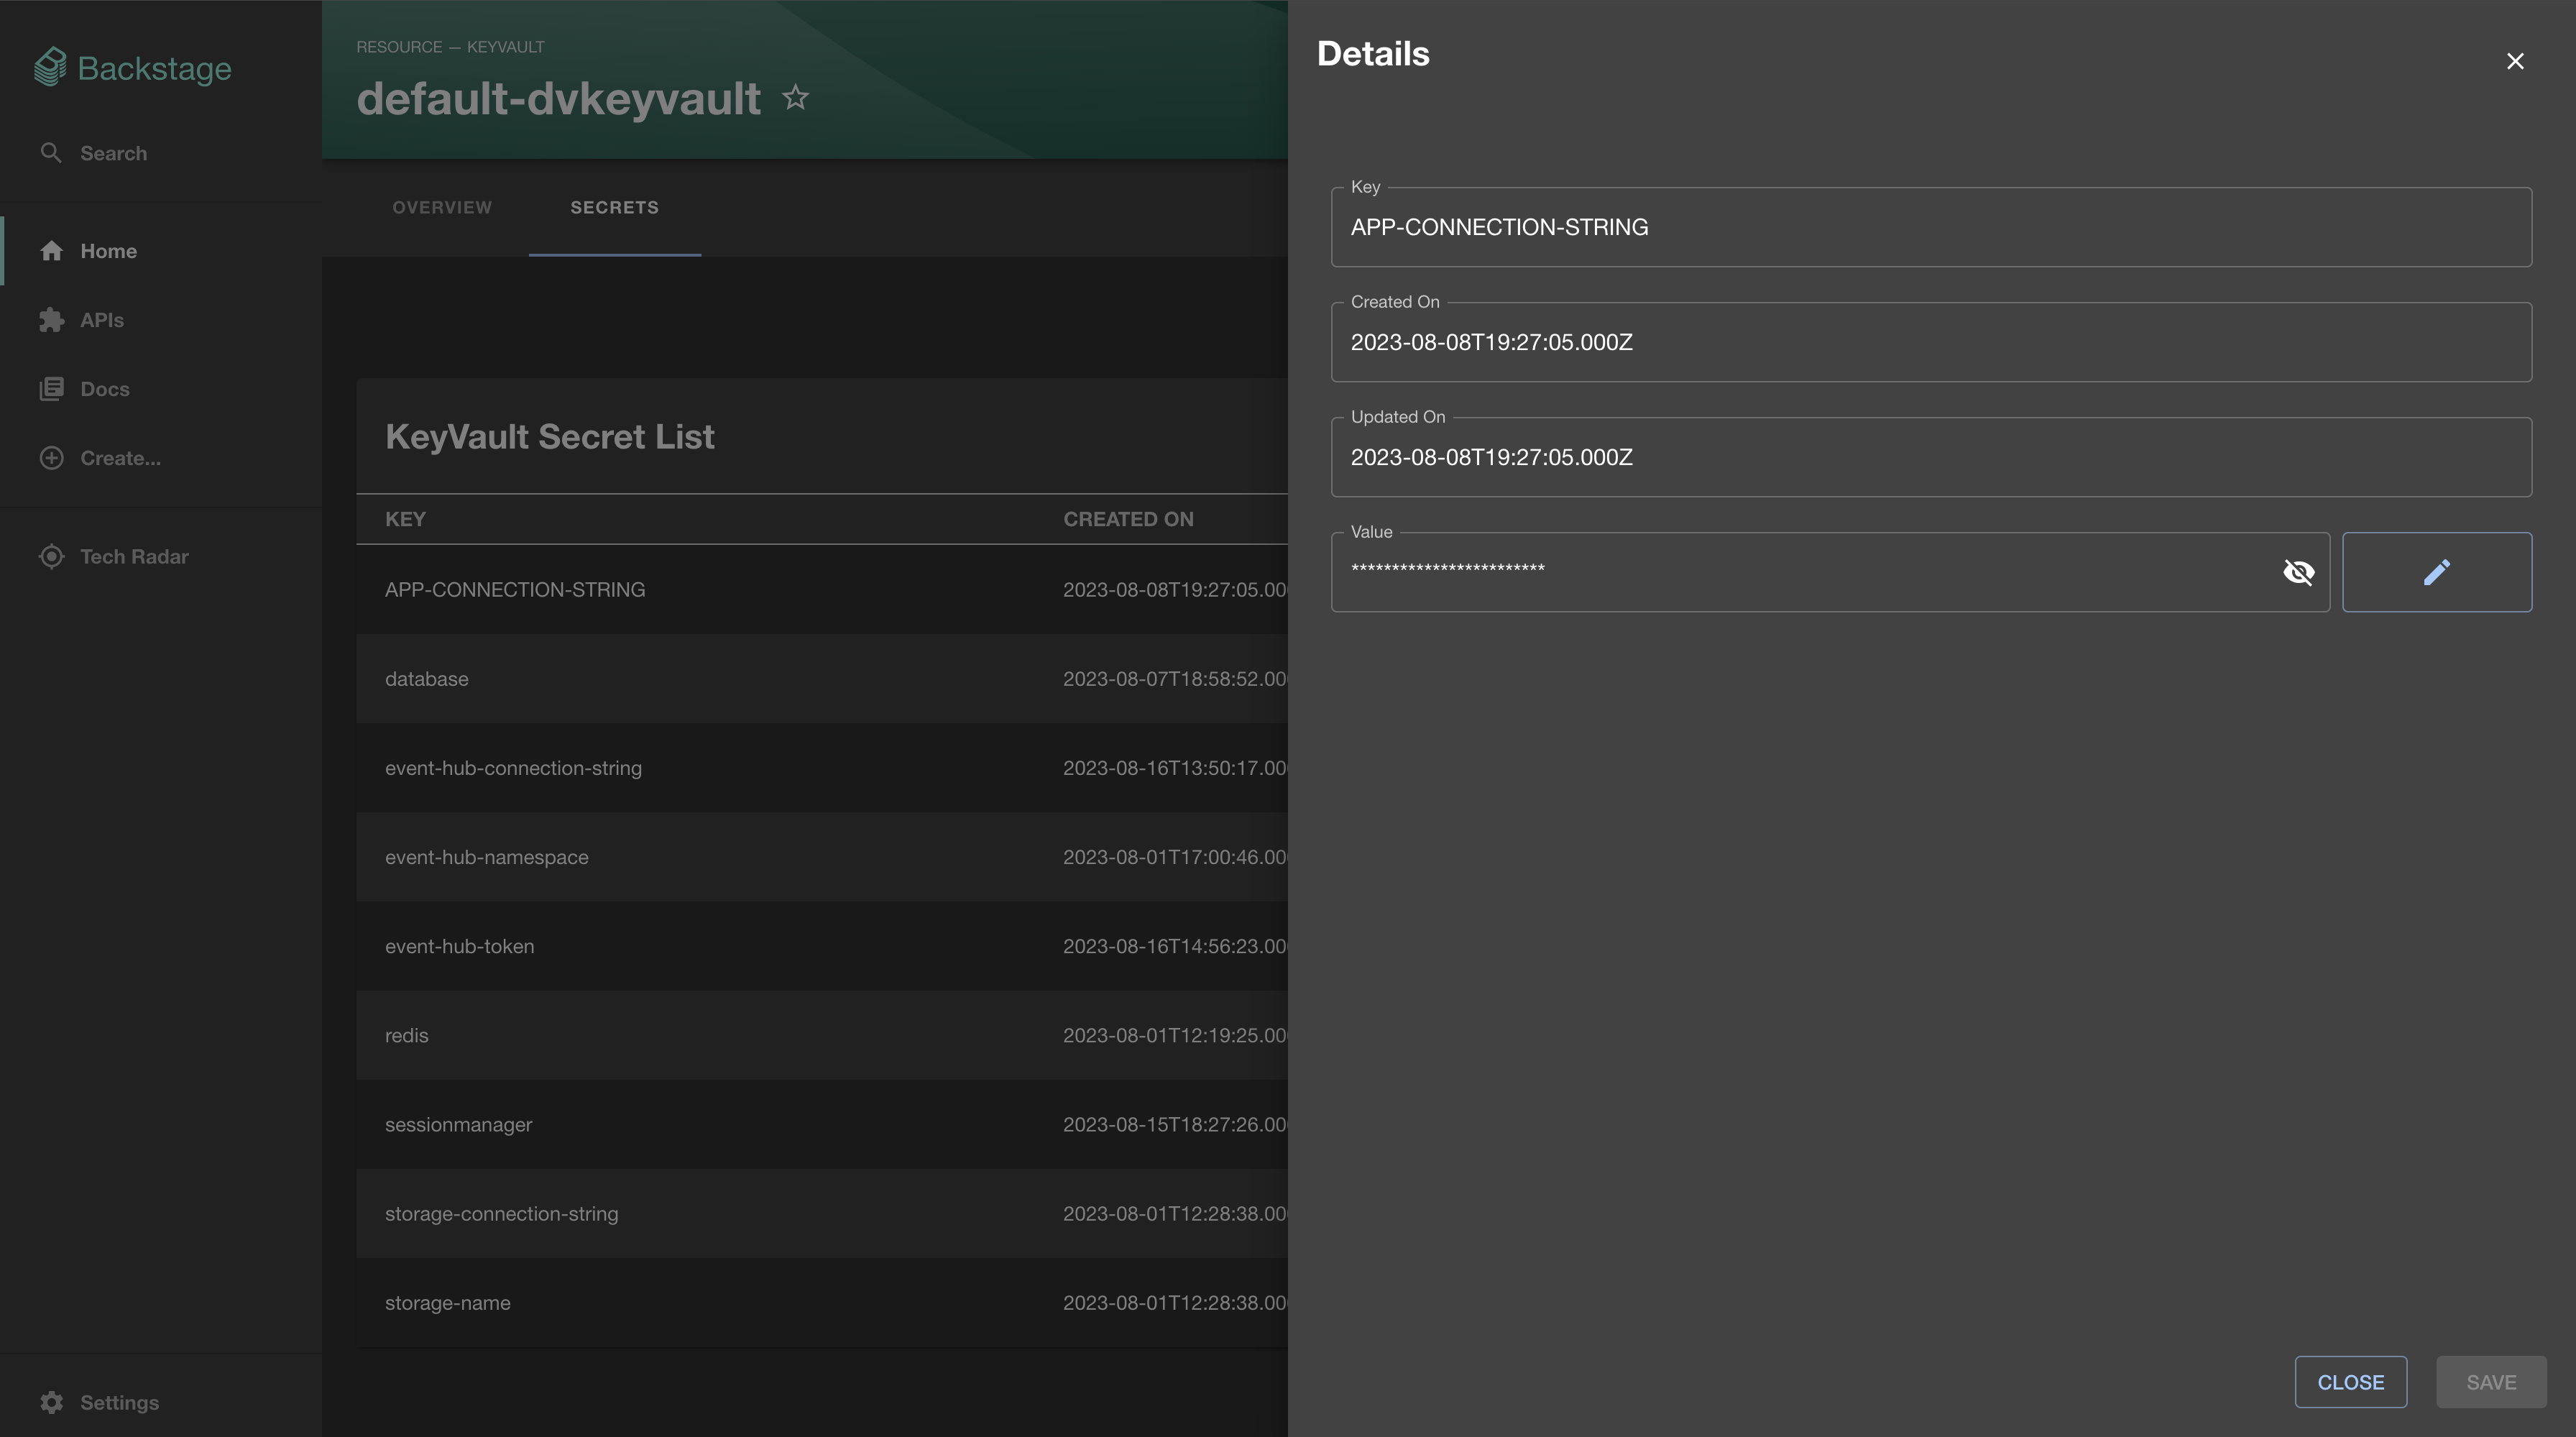 Backstage
Search
Home
APIs
Docs
Create...
Tech Radar
Settings
RESOURCE — KEYVAULT
default-dvkeyvault
OVERVIEW
SECRETS
KeyVault Secret List
KEY
CREATED ON
APP-CONNECTION-STRING
2023-08-08T19:27:05.00
database
2023-08-07T18:58:52.00
event-hub-connection-string
2023-08-16T13:50:17.00
event-hub-namespace
2023-08-01T17:00:46.00
event-hub-token
2023-08-16T14:56:23.00
redis
2023-08-01T12:19:25.00
sessionmanager
2023-08-15T18:27:26.00
storage-connection-string
2023-08-01T12:28:38.00
storage-name
2023-08-01T12:28:38.00
Details
Key
APP-CONNECTION-STRING
Created On
2023-08-08T19:27:05.000Z
Updated On
2023-08-08T19:27:05.000Z
Value
************************
CLOSE
SAVE